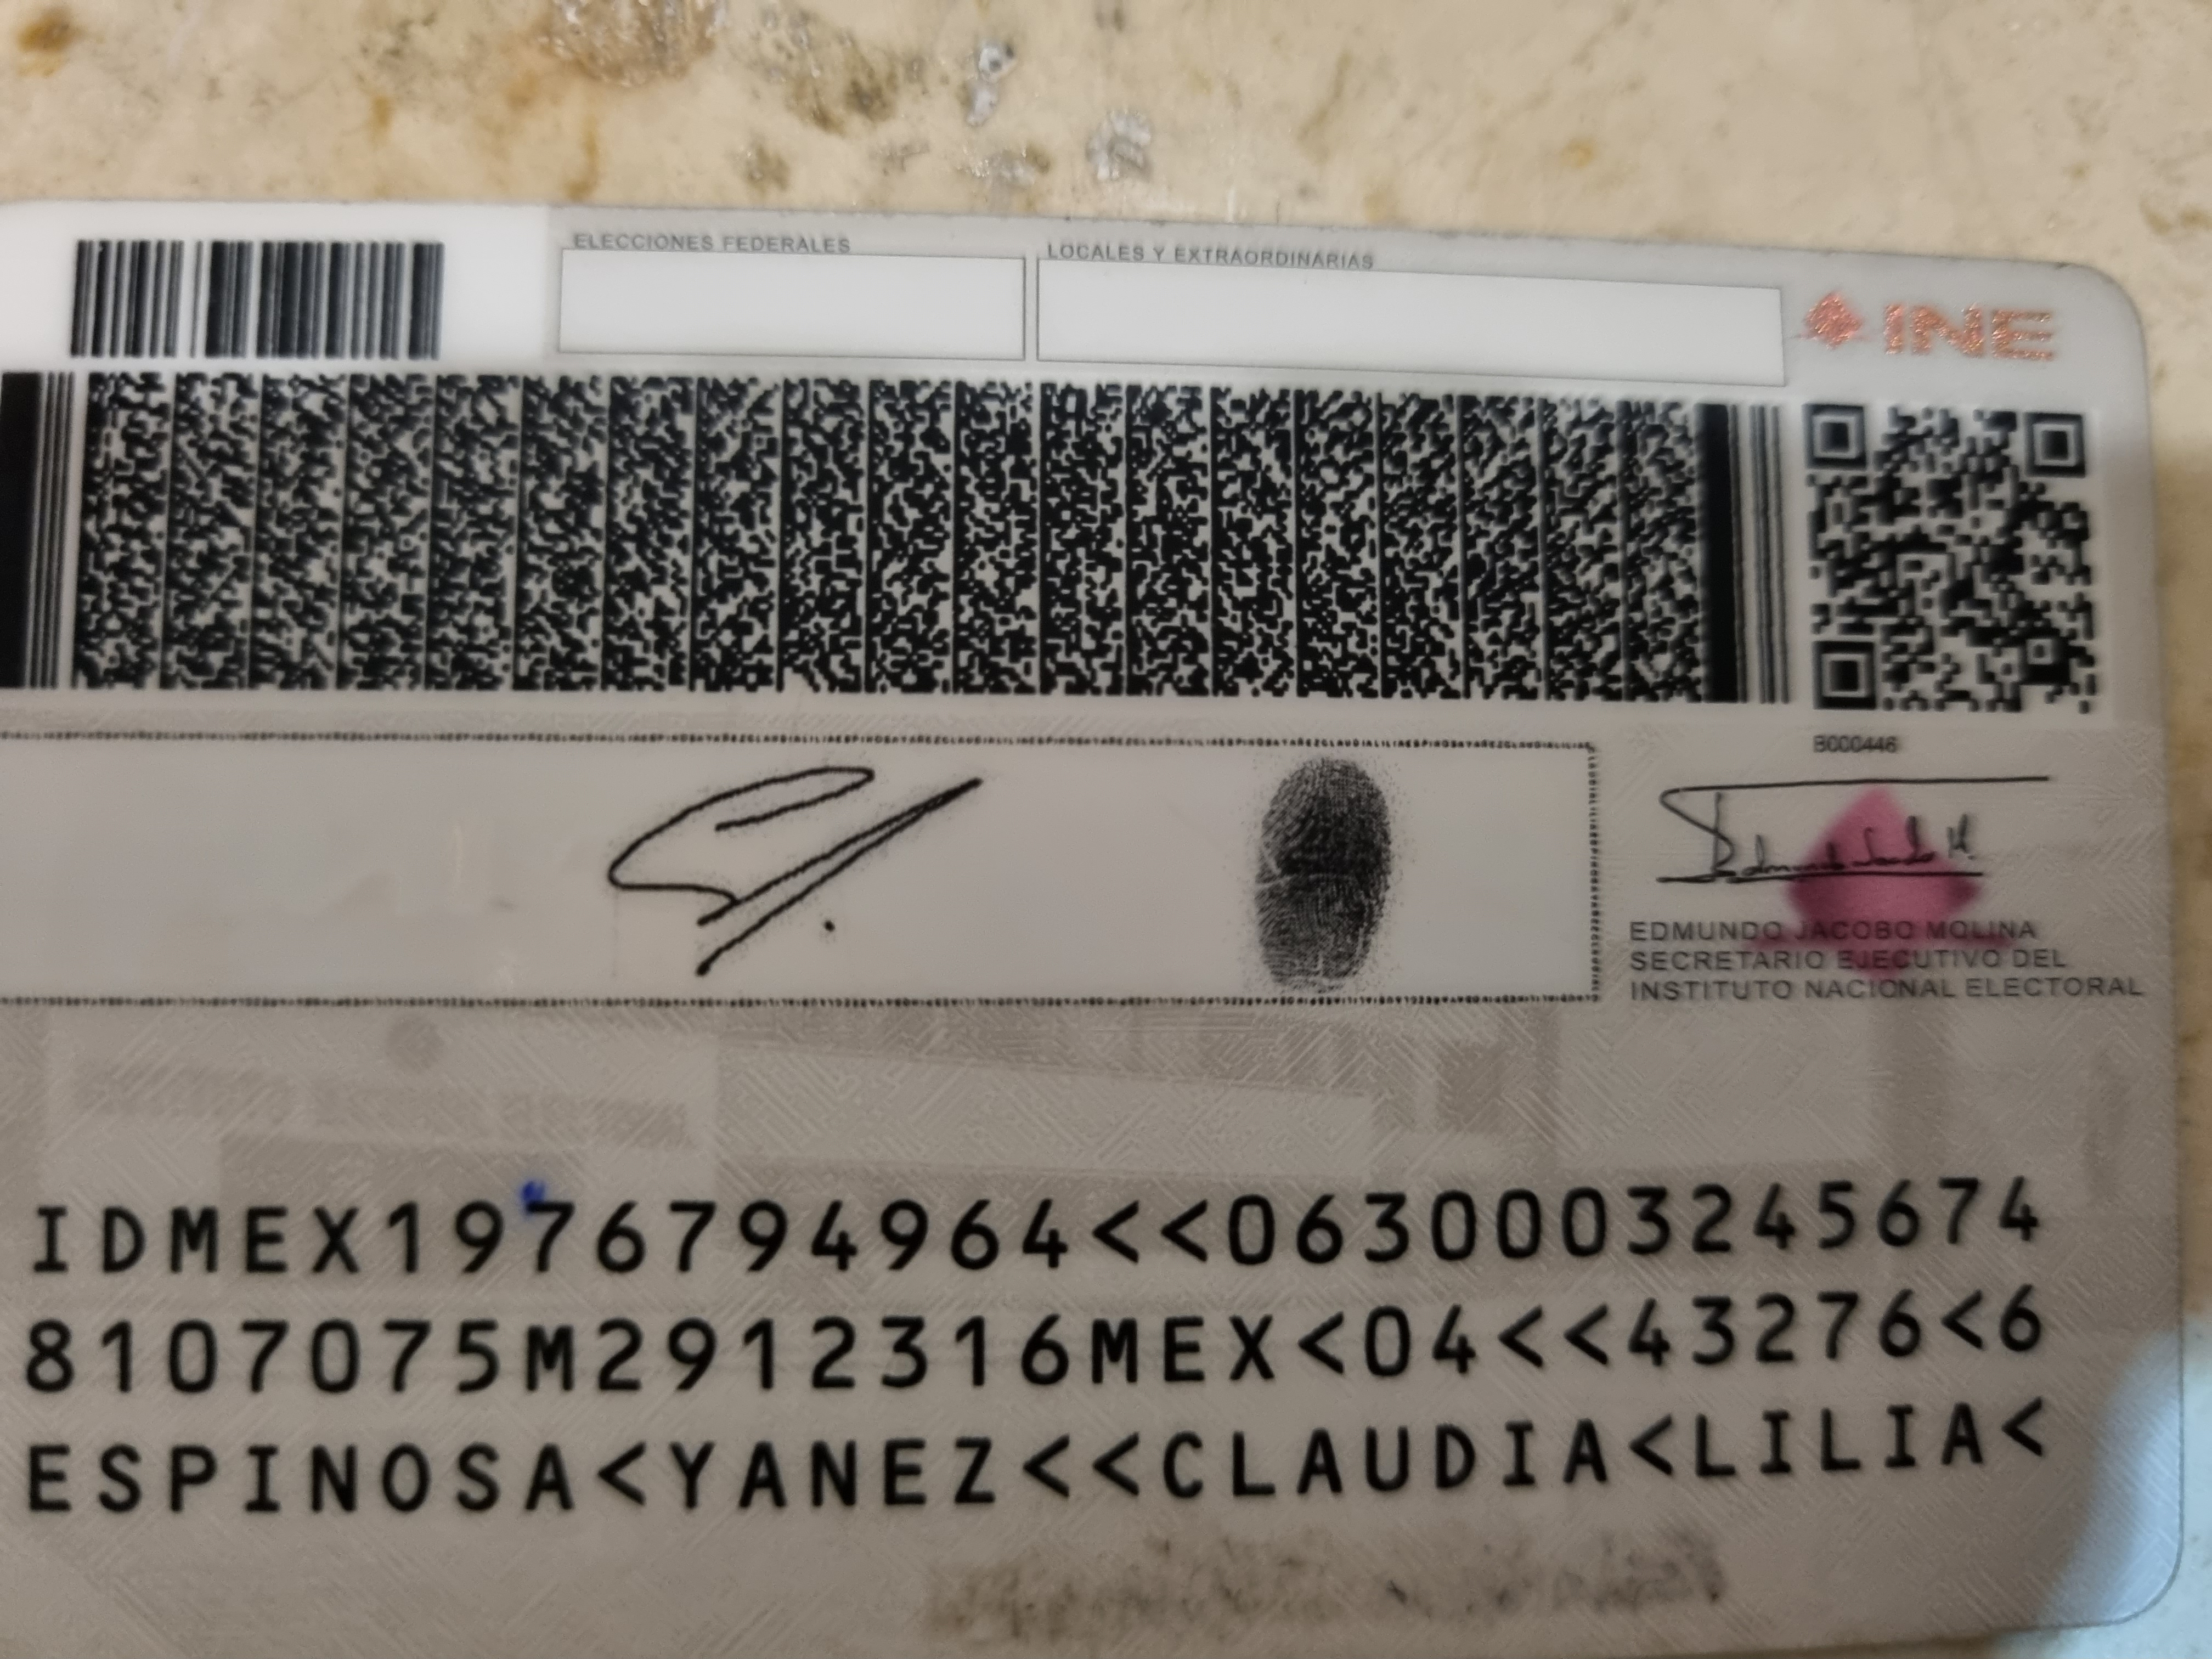 ELECCIONES FEDERALES
LOCALES Y EXTRAORDINARIAS
INE
B000446
EDMUNDO JACOBO MOLINA
SECRETARIO EJECUTIVO DEL
INSTITUTO NACIONAL ELECTORAL
IDMEX1976794964<<0630003245674
8107075M2912316MEX<04<<43276<6
ESPINOSA<YANEZ<<CLAUDIA<LILIA<